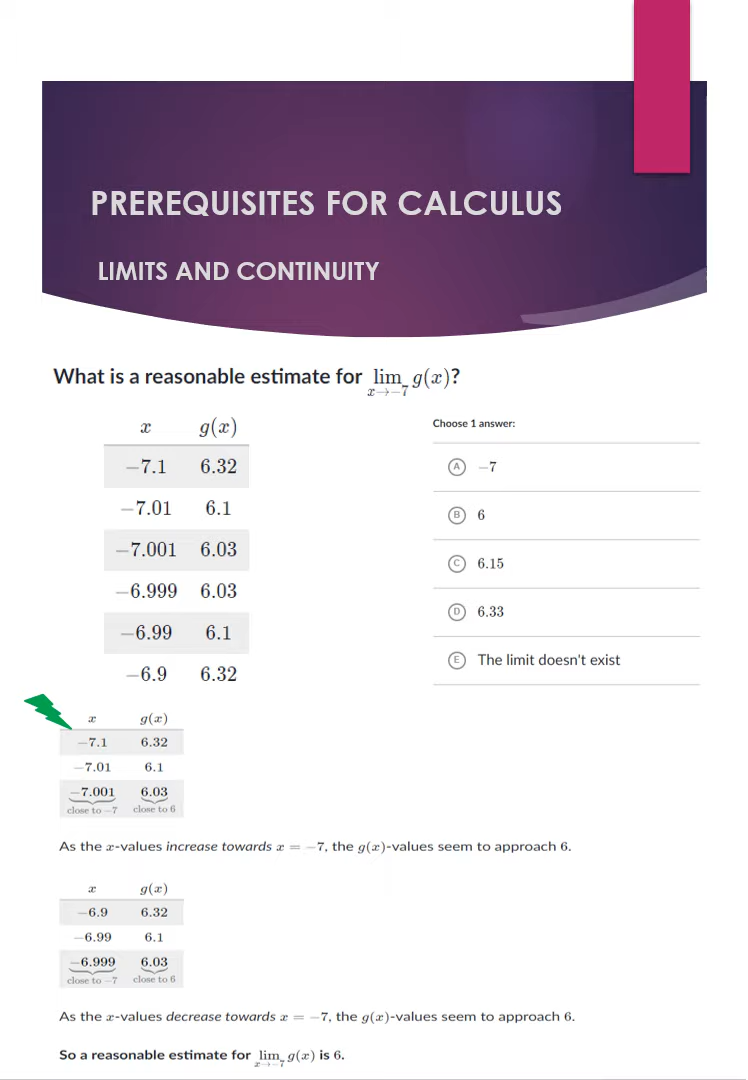 PREREQUISITES FOR CALCULUS
LIMITS AND CONTINUITY
What is a reasonable estimate for lim x→−7 g(x)?
x g(x)
−7.1 6.32
−7.01 6.1
−7.001 6.03
−6.999 6.03
−6.99 6.1
−6.9 6.32
Choose 1 answer:
A −7
B 6
C 6.15
D 6.33
E The limit doesn't exist
x g(x)
−7.1 6.32
−7.01 6.1
−7.001 6.03
close to −7 close to 6
As the x-values increase towards x = −7, the g(x)-values seem to approach 6.
x g(x)
−6.9 6.32
−6.99 6.1
−6.999 6.03
close to −7 close to 6
As the x-values decrease towards x = −7, the g(x)-values seem to approach 6.
So a reasonable estimate for lim x→−7 g(x) is 6.